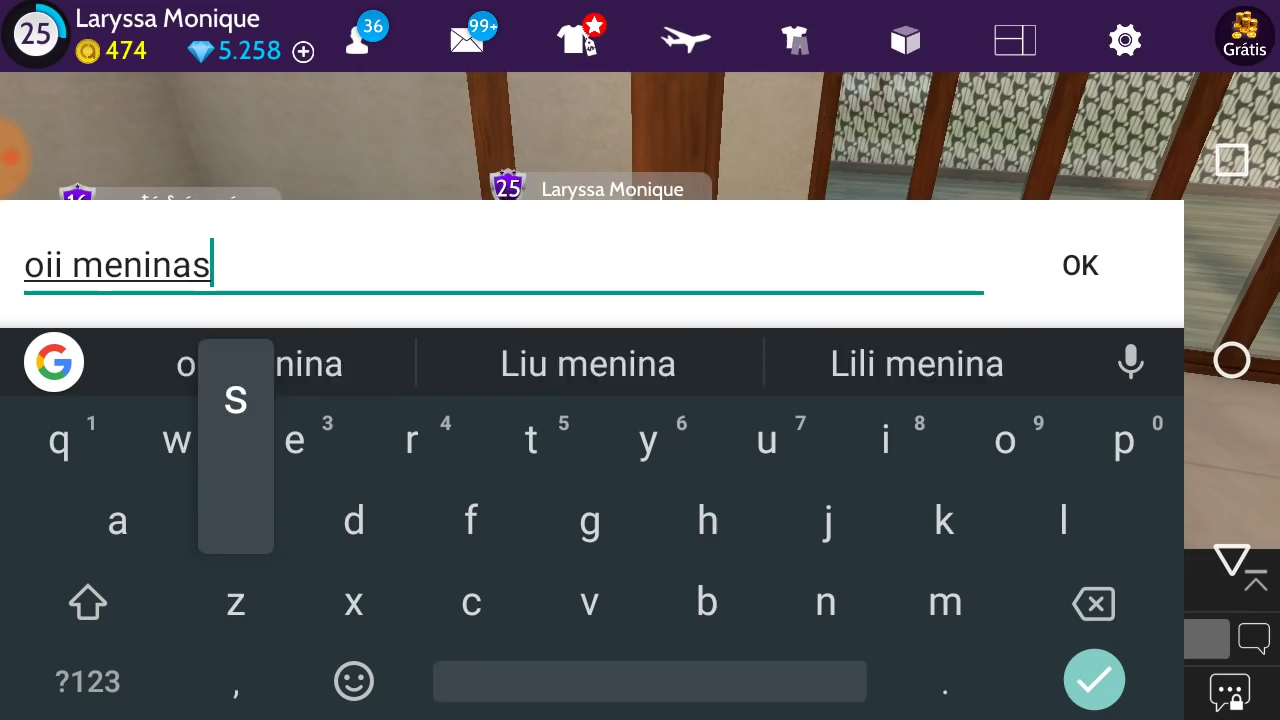 25 Laryssa Monique
474 5.258
36
99+
Grátis
25 Laryssa Monique
oii meninas
OK
Liu menina
Lili menina
s
q 1 w e 3 r 4 t 5 y 6 u 7 i 8 o 9 p 0
a d f g h j k l
z x c v b n m
?123 , .